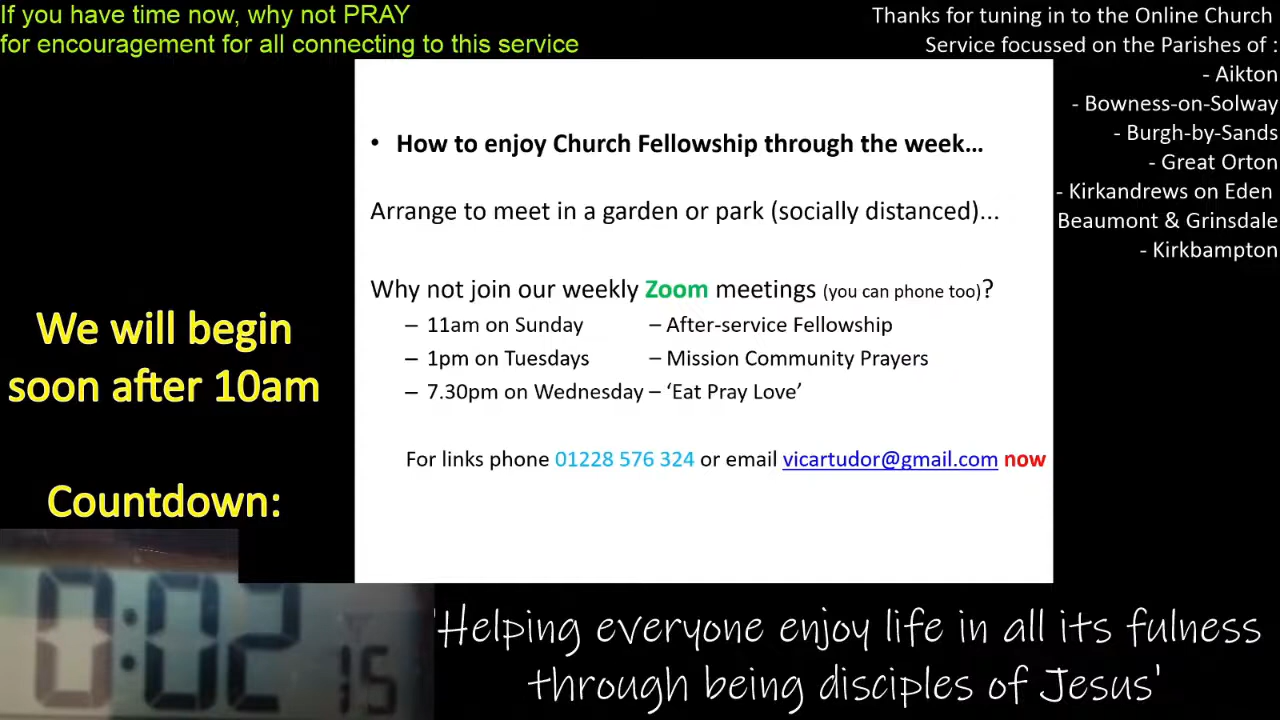 If you have time now, why not PRAY
for encouragement for all connecting to this service
Thanks for tuning in to the Online Church
Service focussed on the Parishes of :
- Aikton
- Bowness-on-Solway
- Burgh-by-Sands
- Great Orton
- Kirkandrews on Eden
Beaumont & Grinsdale
- Kirkbampton
• How to enjoy Church Fellowship through the week...
Arrange to meet in a garden or park (socially distanced)...
Why not join our weekly Zoom meetings (you can phone too)?
– 11am on Sunday – After-service Fellowship
– 1pm on Tuesdays – Mission Community Prayers
– 7.30pm on Wednesday – ‘Eat Pray Love’
For links phone 01228 576 324 or email vicartudor@gmail.com now
We will begin
soon after 10am
Countdown:
0:02 15
'Helping everyone enjoy life in all its fulness
through being disciples of Jesus'